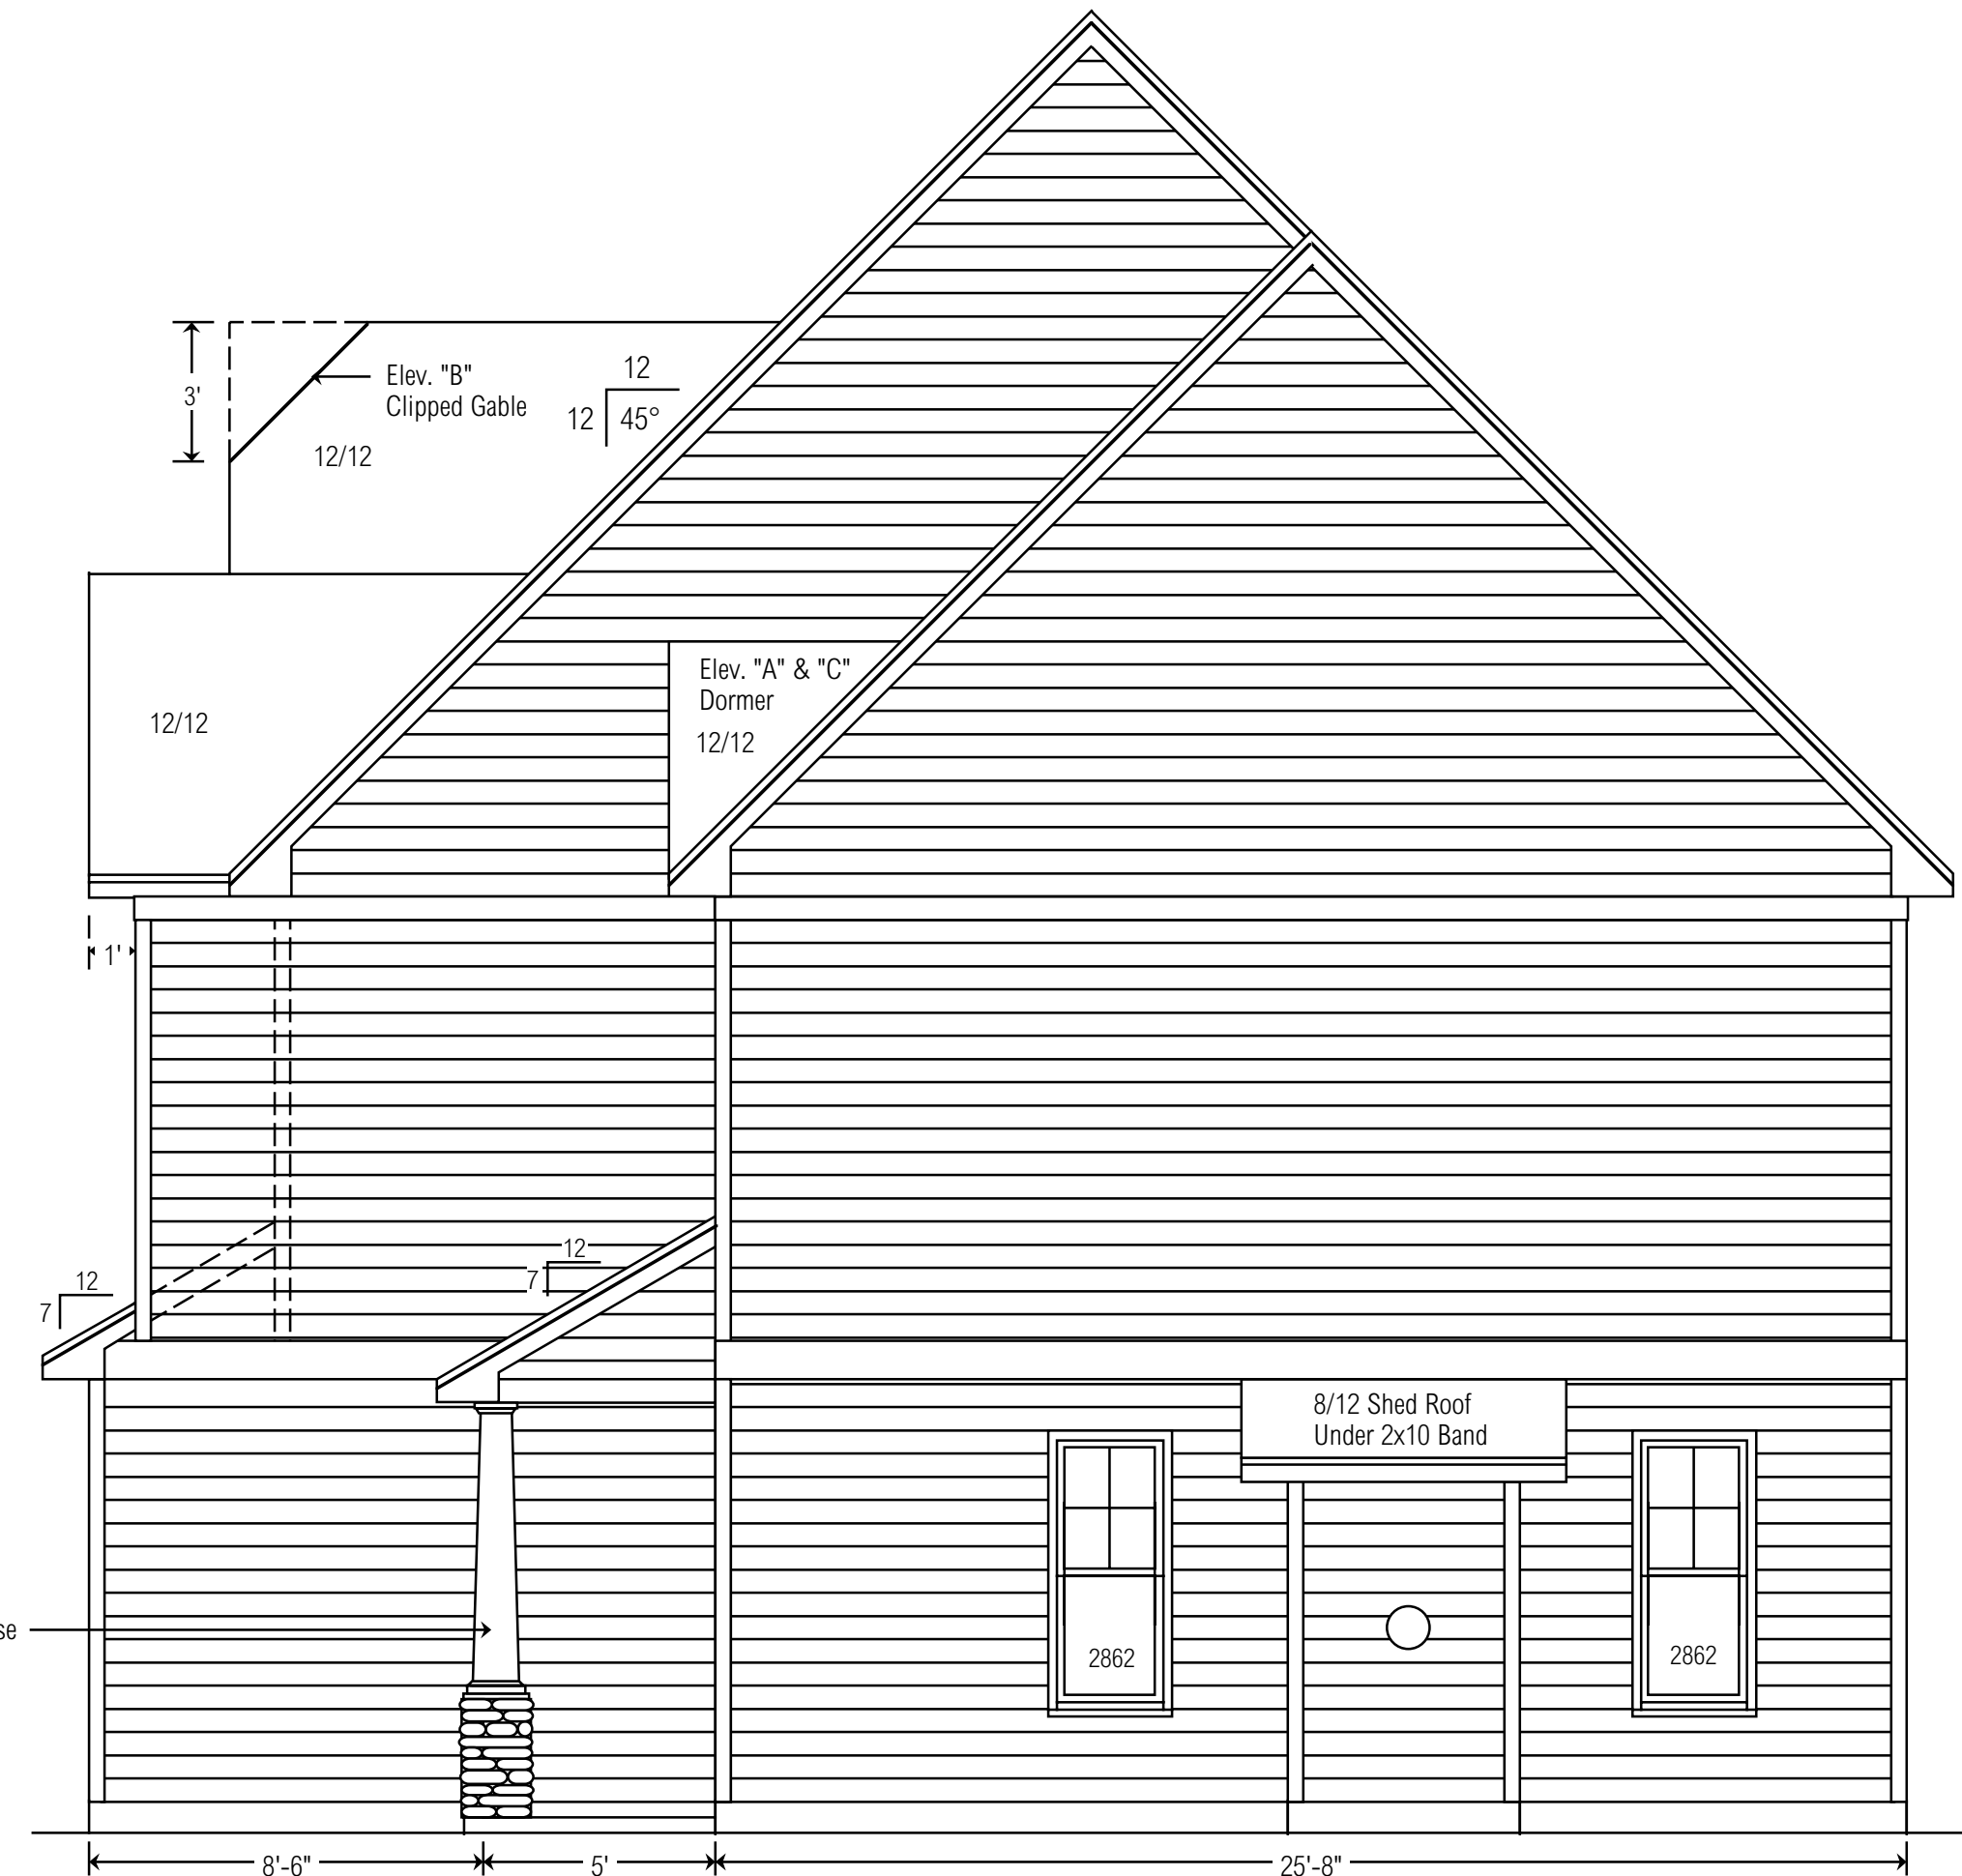 12
3'
Elev. "B"
Clipped Gable
12 45°
12/12
Elev. "A" & "C"
Dormer
12/12
12/12
1'
12
7
12
7
8/12 Shed Roof
Under 2x10 Band
2862
2862
8'-6"
5'
25'-8"